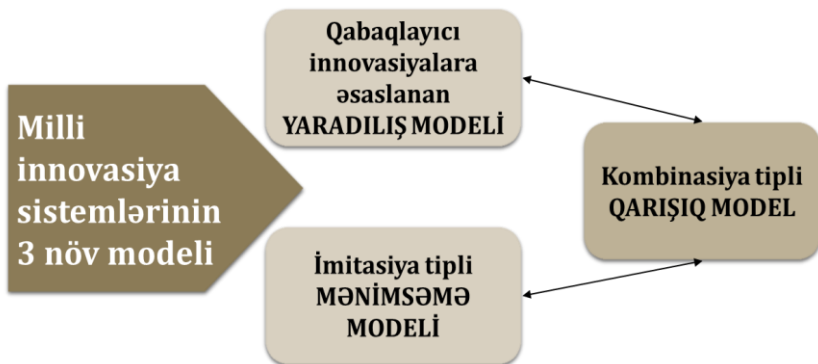 Milli
innovasiya
sistemlərinin
3 növ modeli
Qabaqlayıcı
innovasiyalara
əsaslanan
YARADILIŞ MODELİ
İmitasiya tipli
MƏNİMSƏMƏ
MODELİ
Kombinasiya tipli
QARIŞIQ MODEL